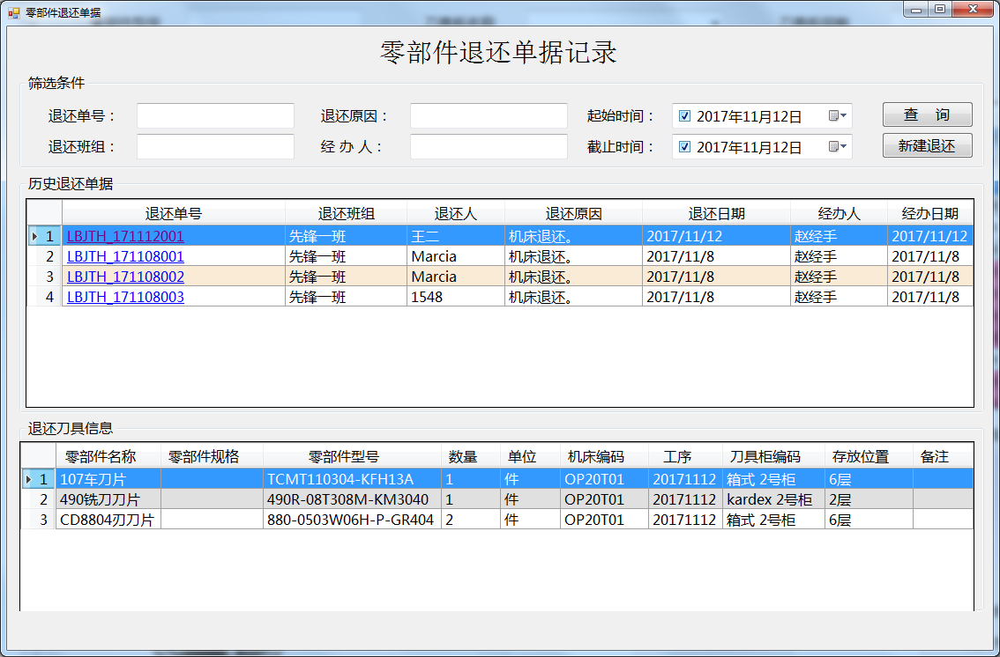 零部件退还单据
零部件退还单据记录
筛选条件
退还单号： 退还原因： 起始时间： 2017年11月12日 查 询
退还班组： 经 办 人： 截止时间： 2017年11月12日 新建退还
历史退还单据
退还单号 退还班组 退还人 退还原因 退还日期 经办人 经办日期
1 LBJTH_171112001 先锋一班 王二 机床退还。 2017/11/12 赵经手 2017/11/12
2 LBJTH_171108001 先锋一班 Marcia 机床退还。 2017/11/8 赵经手 2017/11/8
3 LBJTH_171108002 先锋一班 Marcia 机床退还。 2017/11/8 赵经手 2017/11/8
4 LBJTH_171108003 先锋一班 1548 机床退还。 2017/11/8 赵经手 2017/11/8
退还刀具信息
零部件名称 零部件规格 零部件型号 数量 单位 机床编码 工序 刀具柜编码 存放位置 备注
1 107车刀片 TCMT110304-KFH13A 1 件 OP20T01 20171112 箱式 2号柜 6层
2 490铣刀刀片 490R-08T308M-KM3040 1 件 OP20T01 20171112 kardex 2号柜 2层
3 CD8804刃刀片 880-0503W06H-P-GR404 2 件 OP20T01 20171112 箱式 2号柜 6层